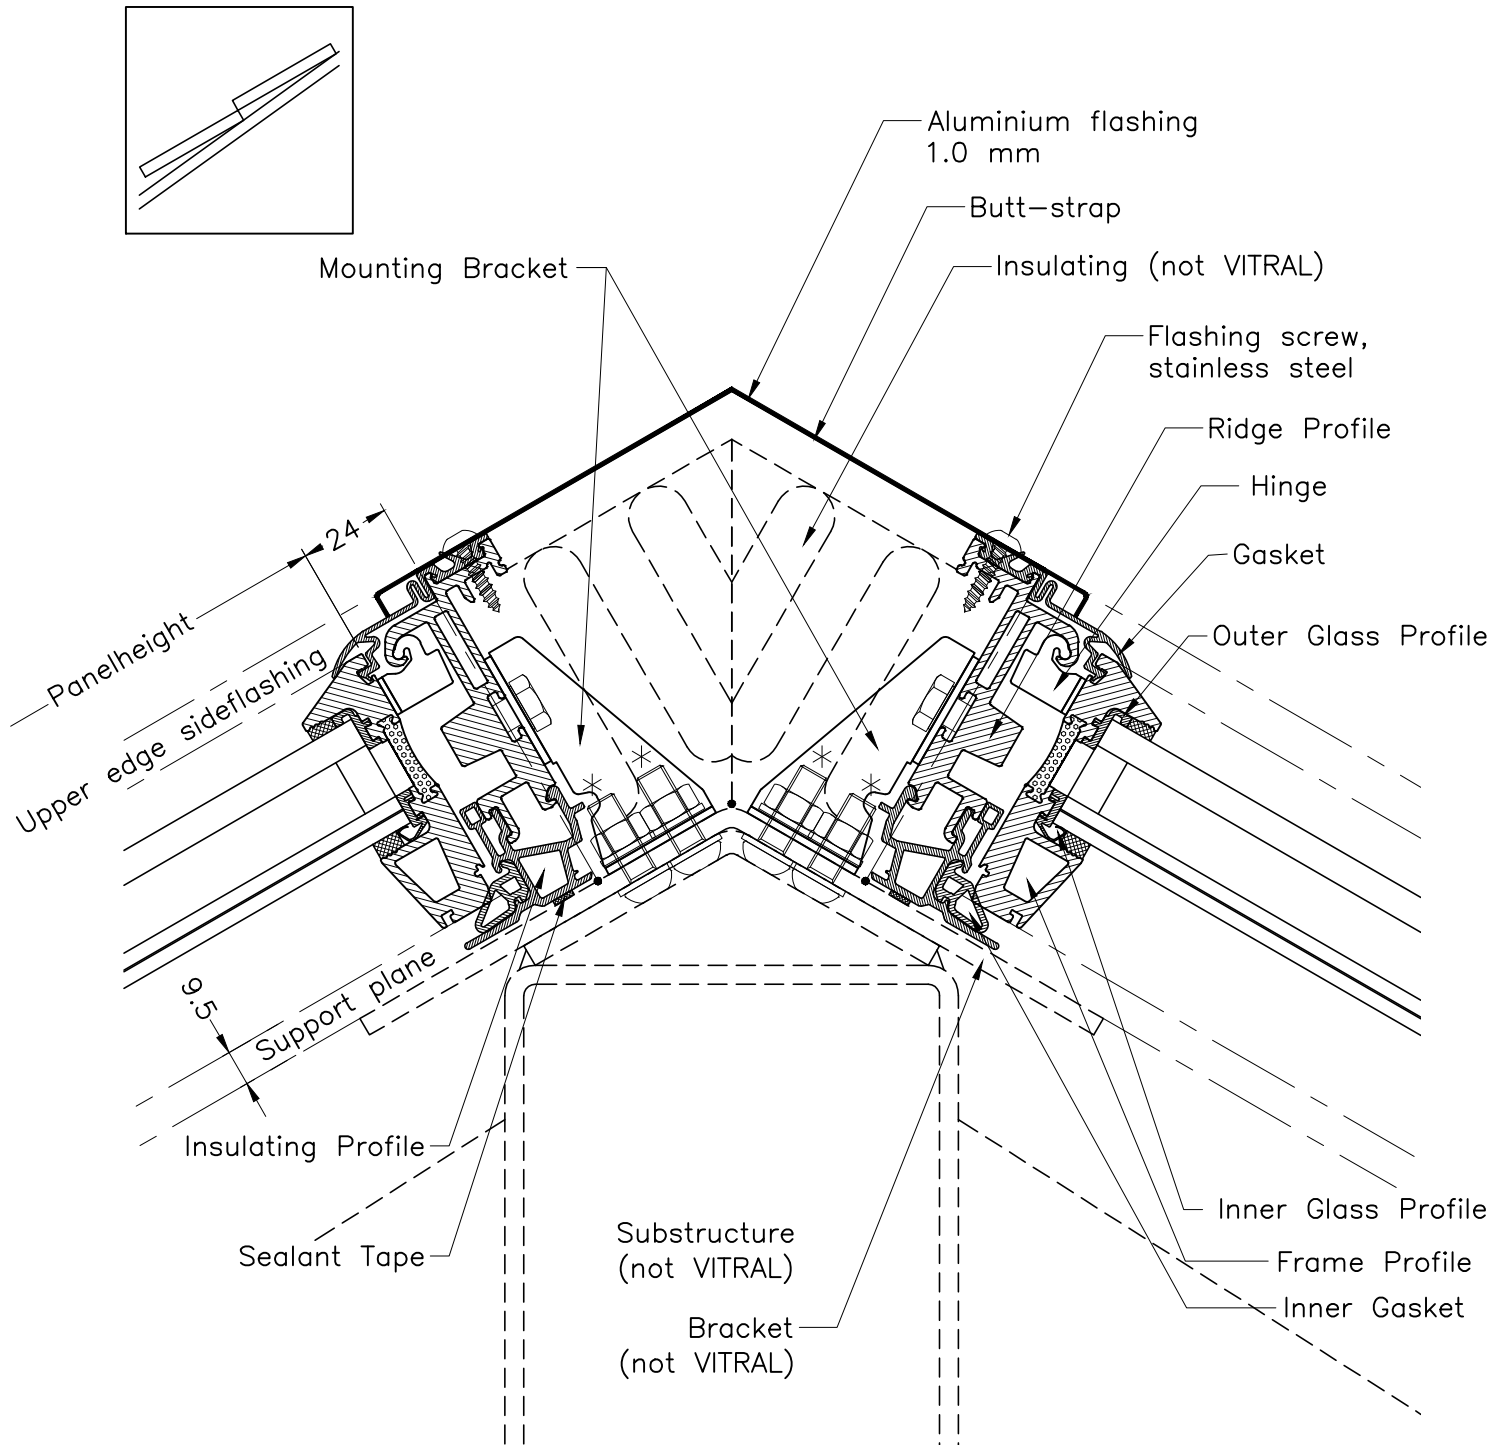 Aluminium flashing
1.0 mm
Butt-strap
Mounting Bracket
Insulating (not VITRAL)
Flashing screw,
stainless steel
Ridge Profile
Hinge
24
Gasket
Panelheight
Outer Glass Profile
Upper edge sideflashing
Support plane
9.5
Insulating Profile
Inner Glass Profile
Substructure
(not VITRAL)
Sealant Tape
Frame Profile
Inner Gasket
Bracket
(not VITRAL)